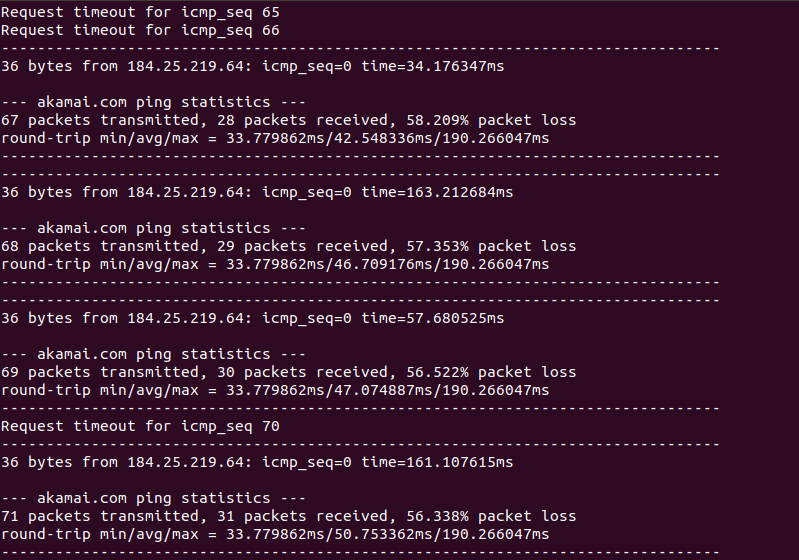 Request timeout for icmp_seq 65
Request timeout for icmp_seq 66
--------------------------------------------------------------------------------
36 bytes from 184.25.219.64: icmp_seq=0 time=34.176347ms
--- akamai.com ping statistics ---
67 packets transmitted, 28 packets received, 58.209% packet loss
round-trip min/avg/max = 33.779862ms/42.548336ms/190.266047ms
--------------------------------------------------------------------------------
--------------------------------------------------------------------------------
36 bytes from 184.25.219.64: icmp_seq=0 time=163.212684ms
--- akamai.com ping statistics ---
68 packets transmitted, 29 packets received, 57.353% packet loss
round-trip min/avg/max = 33.779862ms/46.709176ms/190.266047ms
--------------------------------------------------------------------------------
--------------------------------------------------------------------------------
36 bytes from 184.25.219.64: icmp_seq=0 time=57.680525ms
--- akamai.com ping statistics ---
69 packets transmitted, 30 packets received, 56.522% packet loss
round-trip min/avg/max = 33.779862ms/47.074887ms/190.266047ms
--------------------------------------------------------------------------------
Request timeout for icmp_seq 70
--------------------------------------------------------------------------------
36 bytes from 184.25.219.64: icmp_seq=0 time=161.107615ms
--- akamai.com ping statistics ---
71 packets transmitted, 31 packets received, 56.338% packet loss
round-trip min/avg/max = 33.779862ms/50.753362ms/190.266047ms
--------------------------------------------------------------------------------